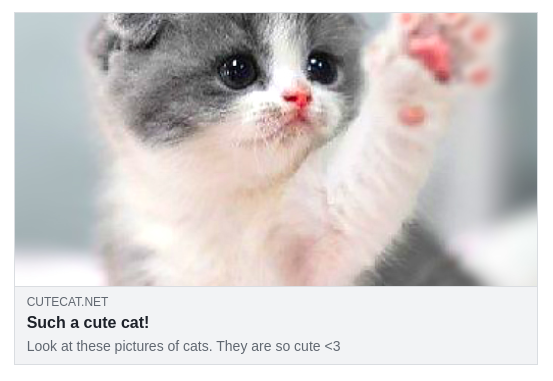 CUTECAT.NET
Such a cute cat!
Look at these pictures of cats. They are so cute <3